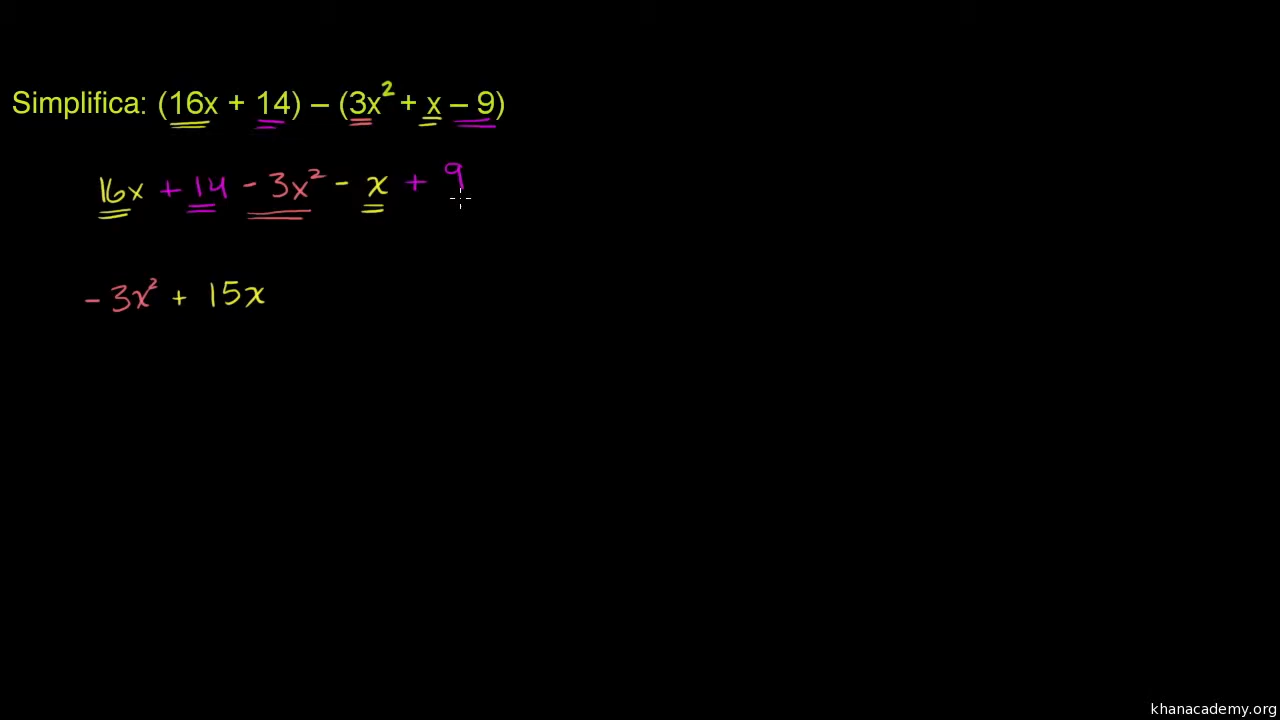 Simplifica: (16x + 14) – (3x² + x – 9)
16x + 14 - 3x² - x + 9
- 3x² + 15x
khanacademy.org